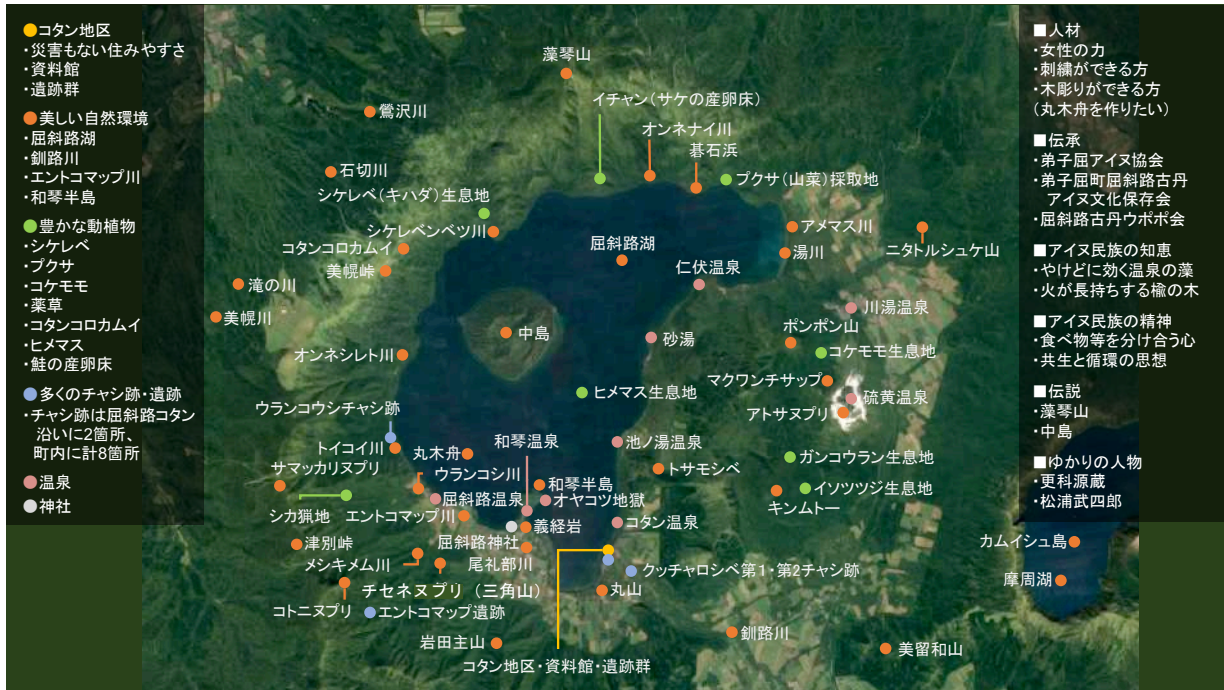 ●コタン地区
・災害もない住みやすさ
・資料館
・遺跡群
●美しい自然環境
・屈斜路湖
・釧路川
・エントコマップ川
・和琴半島
●豊かな動植物
・シケレベ
・プクサ
・コケモモ
・薬草
・コタンコロカムイ
・ヒメマス
・鮭の産卵床
●多くのチャシ跡・遺跡
・チャシ跡は屈斜路コタン
沿いに2箇所、
町内に計8箇所
●温泉
●神社
藻琴山
鶯沢川
イチャン(サケの産卵床)
オンネナイ川
碁石浜
石切川
シケレベ(キハダ)生息地
プクサ(山菜)採取地
シケレベンベツ川
アメマス川
コタンコロカムイ
屈斜路湖
湯川
ニタトルシュケ山
美幌峠
仁伏温泉
滝の川
川湯温泉
美幌川
中島
砂湯
ポンポン山
オンネシレト川
コケモモ生息地
マクワンチサップ
ヒメマス生息地
硫黄温泉
アトサヌプリ
ウランコウシチャシ跡
トイコイ川
丸木舟
和琴温泉
池ノ湯温泉
サマッカリヌプリ
ウランコシ川
トサモシベ
ガンコウラン生息地
和琴半島
屈斜路温泉
オヤコツ地獄
イソツツジ生息地
キンムトー
シカ猟地
エントコマップ川
義経岩
コタン温泉
津別峠
屈斜路神社
メシキメム川
尾礼部川
クッチャロシベ第1・第2チャシ跡
チセネヌプリ (三角山)
丸山
コトニヌプリ
エントコマップ遺跡
岩田主山
コタン地区・資料館・遺跡群
釧路川
美留和山
カムイシュ島
摩周湖
■人材
・女性の力
・刺繍ができる方
・木彫りができる方
(丸木舟を作りたい)
■伝承
・弟子屈アイヌ協会
・弟子屈町屈斜路古丹
アイヌ文化保存会
・屈斜路古丹ウポポ会
■アイヌ民族の知恵
・やけどに効く温泉の藻
・火が長持ちする楡の木
■アイヌ民族の精神
・食べ物等を分け合う心
・共生と循環の思想
■伝説
・藻琴山
・中島
■ゆかりの人物
・更科源蔵
・松浦武四郎